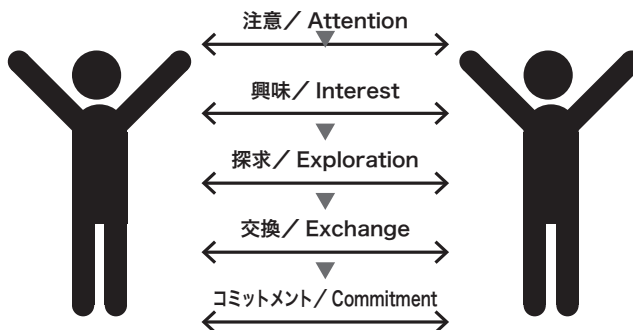 注意／ Attention
興味／ Interest
探求／ Exploration
交換／ Exchange
コミットメント／ Commitment